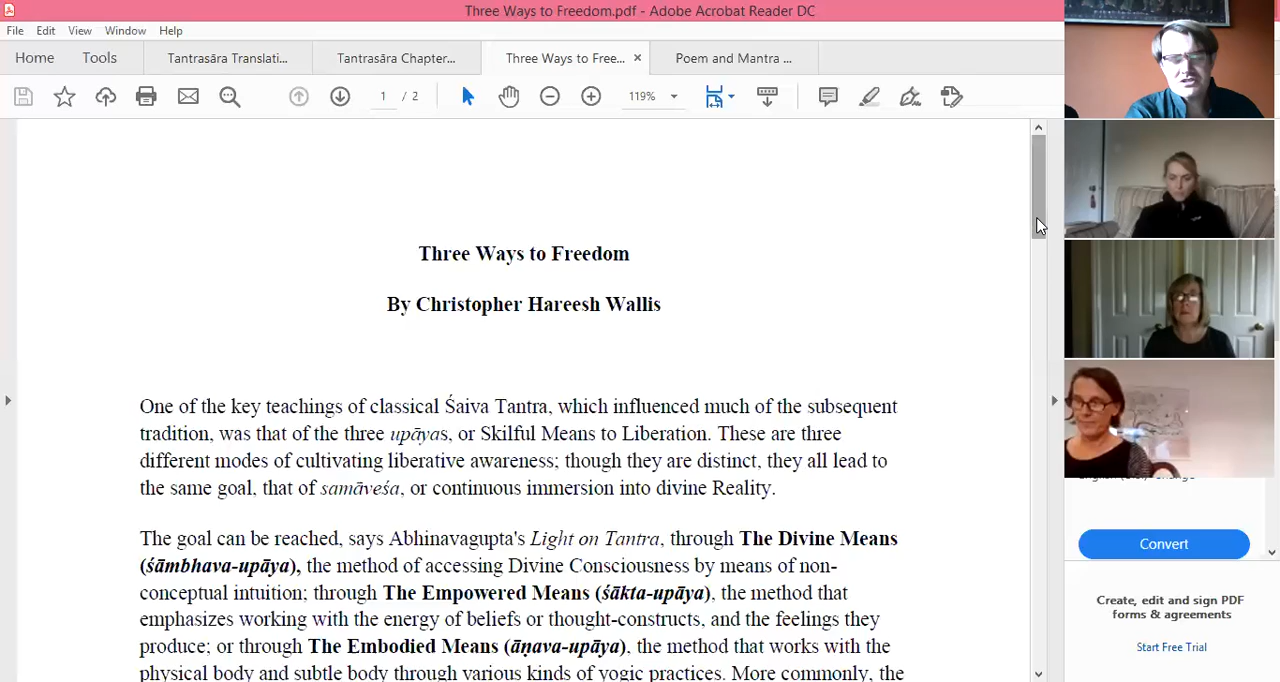 Three Ways to Freedom.pdf - Adobe Acrobat Reader DC
File Edit View Window Help
Home Tools Tantrasāra Translati... Tantrasāra Chapter... Three Ways to Free... × Poem and Mantra ...
1 / 2 119%
Three Ways to Freedom
By Christopher Hareesh Wallis
One of the key teachings of classical Śaiva Tantra, which influenced much of the subsequent
tradition, was that of the three upāyas, or Skilful Means to Liberation. These are three
different modes of cultivating liberative awareness; though they are distinct, they all lead to
the same goal, that of samāveśa, or continuous immersion into divine Reality.
The goal can be reached, says Abhinavagupta's Light on Tantra, through The Divine Means
(śāmbhava-upāya), the method of accessing Divine Consciousness by means of non-
conceptual intuition; through The Empowered Means (śākta-upāya), the method that
emphasizes working with the energy of beliefs or thought-constructs, and the feelings they
produce; or through The Embodied Means (āṇava-upāya), the method that works with the
physical body and subtle body through various kinds of yogic practices. More commonly, the
Convert
Create, edit and sign PDF
forms & agreements
Start Free Trial